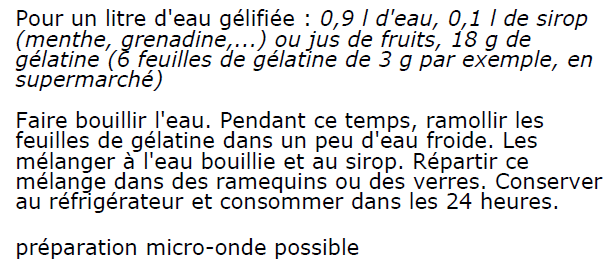 Pour un litre d'eau gélifiée : 0,9 l d'eau, 0,1 l de sirop
(menthe, grenadine,...) ou jus de fruits, 18 g de
gélatine (6 feuilles de gélatine de 3 g par exemple, en
supermarché)
Faire bouillir l'eau. Pendant ce temps, ramollir les
feuilles de gélatine dans un peu d'eau froide. Les
mélanger à l'eau bouillie et au sirop. Répartir ce
mélange dans des ramequins ou des verres. Conserver
au réfrigérateur et consommer dans les 24 heures.
préparation micro-onde possible